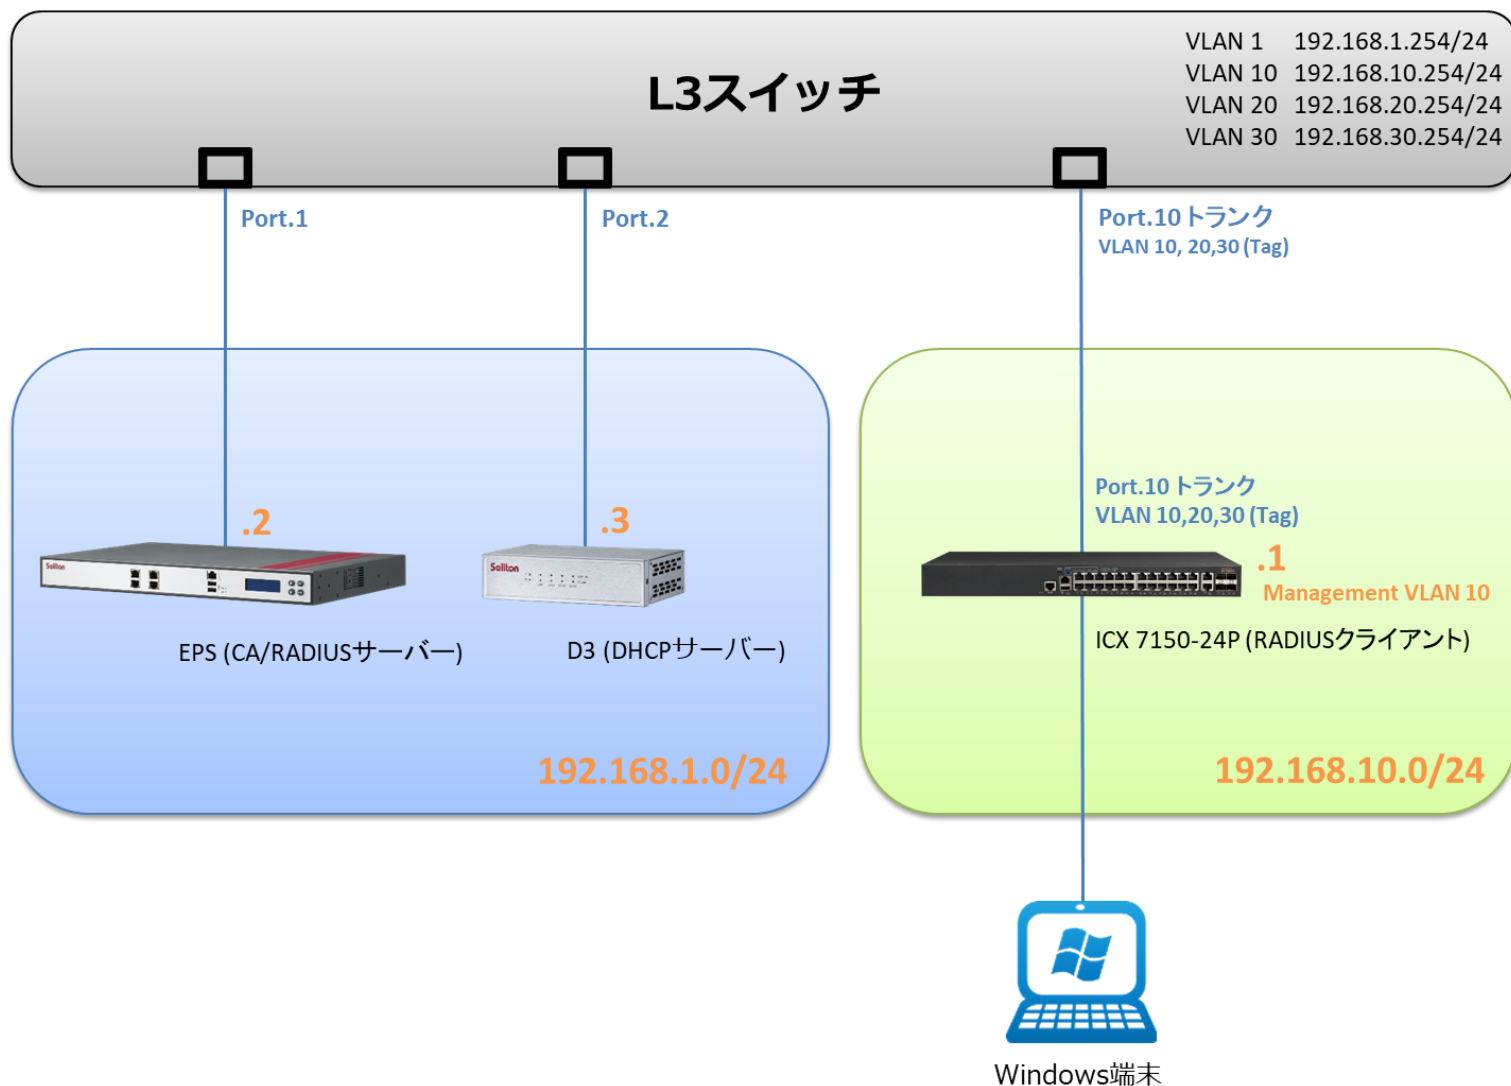 L3スイッチ
VLAN 1 192.168.1.254/24
VLAN 10 192.168.10.254/24
VLAN 20 192.168.20.254/24
VLAN 30 192.168.30.254/24
Port.1
Port.2
Port.10 トランク
VLAN 10, 20,30 (Tag)
.2
Soliton
EPS (CA/RADIUSサーバー)
.3
Soliton
D3 (DHCPサーバー)
192.168.1.0/24
Port.10 トランク
VLAN 10,20,30 (Tag)
.1
Management VLAN 10
ICX 7150-24P (RADIUSクライアント)
192.168.10.0/24
Windows端末